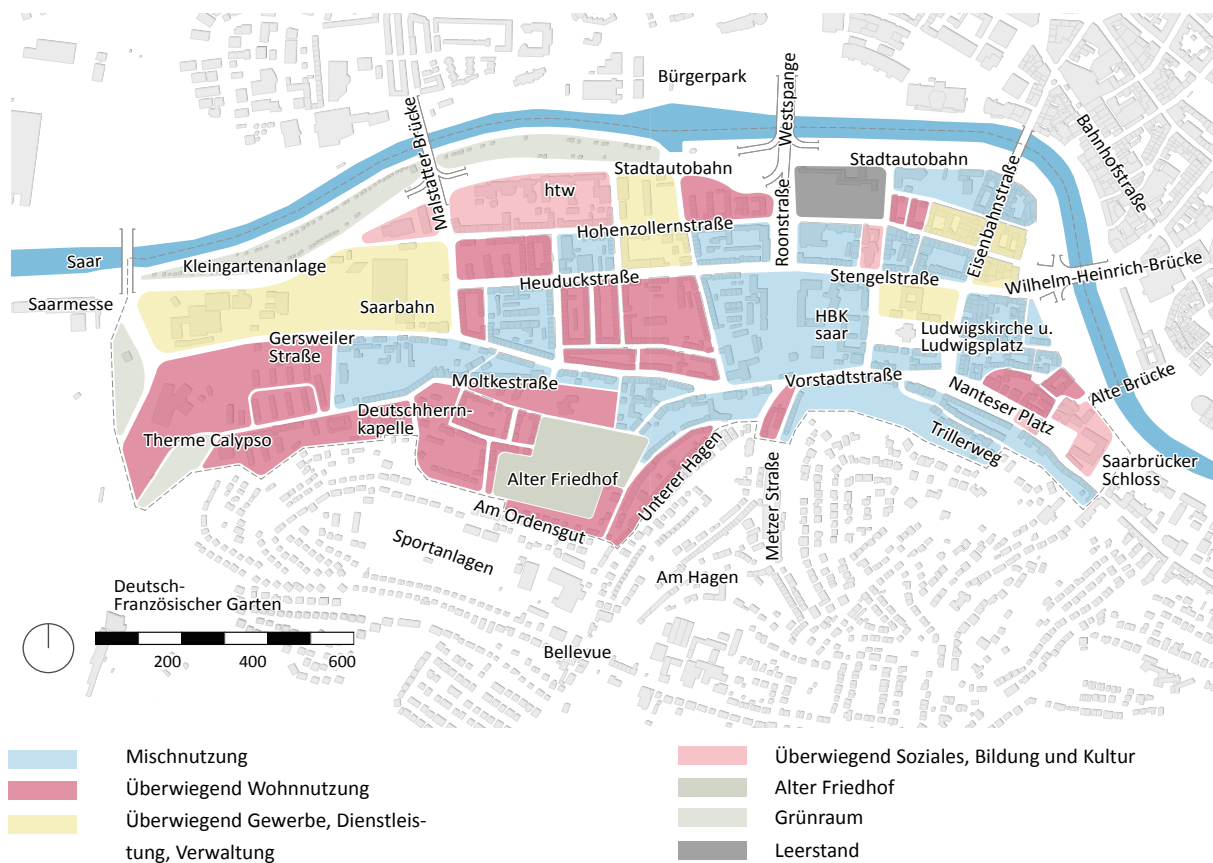 Bürgerpark
Westspange
Malstatter Brücke
Bahnhofstraße
Stadtautobahn
Stadtautobahn
htw
Roonstraße
Eisenbahnstraße
Hohenzollernstraße
Saar
Kleingartenanlage
Heuduckstraße
Stengelstraße
Wilhelm-Heinrich-Brücke
Saarmesse
Saarbahn
HBK
saar
Ludwigskirche u.
Ludwigsplatz
Gersweiler
Straße
Moltkestraße
Vorstadtstraße
Nanteser Platz
Alte Brücke
Deutschherrn-
kapelle
Therme Calypso
Trillerweg
Saarbrücker
Schloss
Alter Friedhof
Unterer Hagen
Metzer Straße
Am Ordensgut
Sportanlagen
Am Hagen
Deutsch-
Französischer Garten
Bellevue
200 400 600
Mischnutzung
Überwiegend Wohnnutzung
Überwiegend Gewerbe, Dienstleis-
tung, Verwaltung
Überwiegend Soziales, Bildung und Kultur
Alter Friedhof
Grünraum
Leerstand